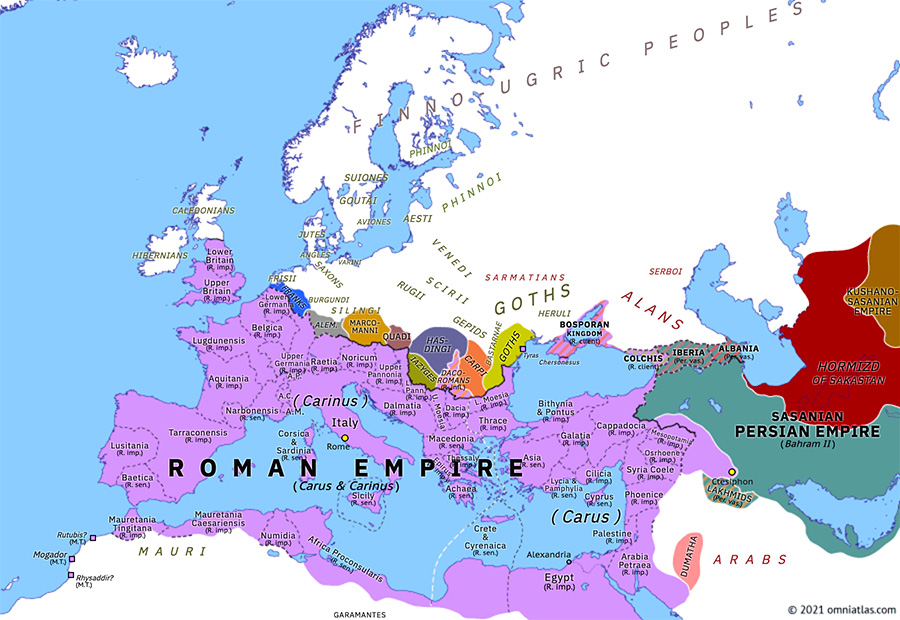 FINNO-UGRIC PEOPLES
PHINNOI
SUIONES
GOUTAI
PHINNOI
CALEDONIANS
AVIONES
AESTI
JUTES
HIBERNIANS
ANGLES
VARINI
VENEDI
Lower
Britain
(R. imp.)
SAXONS
FRISII
SARMATIANS
SERBOI
Upper
Britain
(R. imp.)
FRANKS
RUGII
SCIRII
GOTHS
ALANS
KUSHANO-
SASANIAN
EMPIRE
Lower
Germania
(R. imp.)
BURGUNDI
SILINGI
HERULI
GEPIDS
Belgica
(R. imp.)
ALEM.
MARCO-
MANNI
QUADI
HAS-
DINGI
BASTARNAE
GOTHS
BOSPORAN
KINGDOM
(R. client)
Tyras
Chersonesus
Lugdunensis
(R. imp.)
Upper
Germania
(R. imp.)
A.P.
Raetia
(R. imp.)
Noricum
(R. imp.)
Upper
Pannonia
(R. imp.)
IAZYGES
CARPI
DACO-
ROMANS
(R. inf.)
COLCHIS
(R. client)
IBERIA
(Per. vas.)
ALBANIA
(Per. vas.)
HORMIZD
OF SAKASTAN
Aquitania
(R. imp.)
A.C.
A.M.
(Carinus)
Pann.
(R. imp.)
Dalmatia
(R. imp.)
U. Moesia
Dacia
(R. imp.)
L. Moesia
(R. imp.)
Narbonensis
(R. sen.)
Italy
Rome
Corsica
&
Sardinia
(R. sen.)
Thrace
(R. imp.)
Bithynia
& Pontus
(R. imp.)
SASANIAN
PERSIAN EMPIRE
(Bahram II)
Tarraconensis
(R. imp.)
Macedonia
(R. sen.)
Galatia
(R. imp.)
Cappadocia
(R. imp.)
Mesopotamia
(R. imp.)
Lusitania
(R. imp.)
Osrhoene
(R. imp.)
ROMAN EMPIRE
(Carus & Carinus)
Epirus
Thessaly
(R. sen.)
Asia
(R. sen.)
Cilicia
(R. imp.)
Syria Coele
(R. imp.)
Ctesiphon
Baetica
(R. sen.)
Sicily
(R. sen.)
Achaea
(R. sen.)
Lycia &
Pamphylia
(R. sen.)
Cyprus
(R. sen.)
Phoenice
(R. imp.)
LAKHMIDS
(Per. vas.)
(Carus)
Mauretania
Tingitana
(R. imp.)
Mauretania
Caesariensis
(R. imp.)
Numidia
(R. imp.)
Africa Proconsularis
(R. sen.)
Crete
&
Cyrenaica
(R. sen.)
Palestine
(R. imp.)
Rutubis?
(M.T.)
MAURI
Mogador
(M.T.)
Alexandria
Arabia
Petraea
(R. imp.)
DUMATHA
ARABS
Rhysaddir?
(M.T.)
Egypt
(R. imp.)
GARAMANTES
© 2021 omniatlas.com